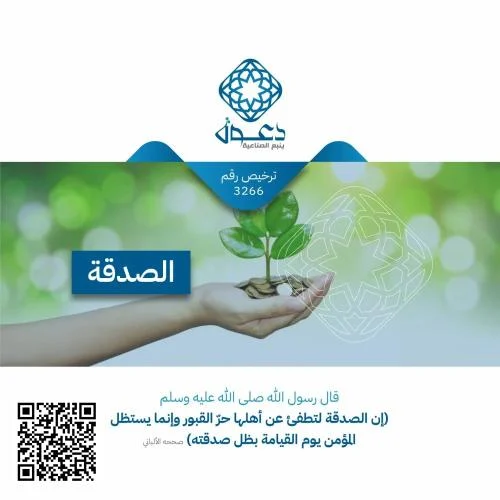 دعوة
ينبع الصناعية
ترخيص رقم
3266
الصدقة
قال رسول الله صلى الله عليه وسلم
(إن الصدقة لتطفئ عن أهلها حرّ القبور وإنما يستظل
المؤمن يوم القيامة بظل صدقته) صححه الألباني